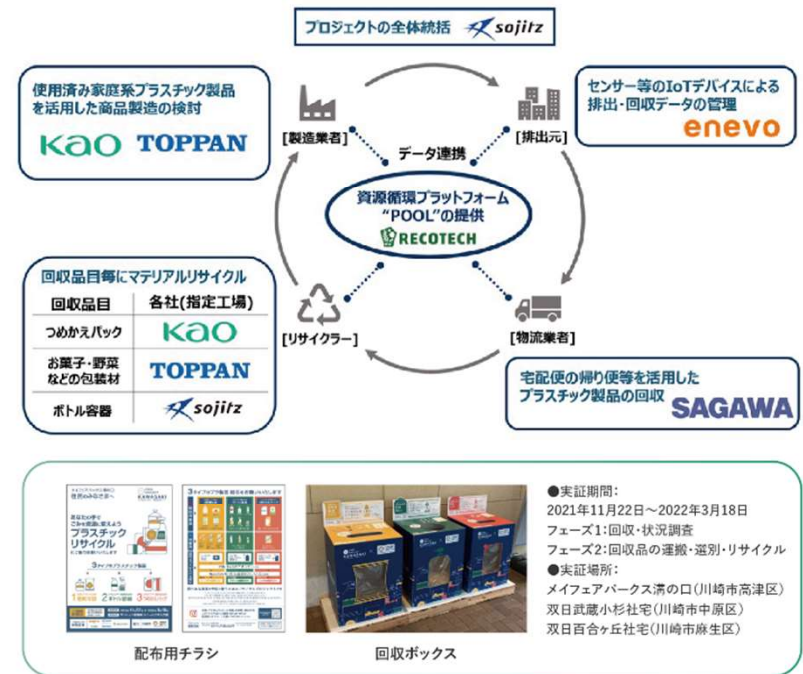 プロジェクトの全体統括 sojitz
使用済み家庭系プラスチック製品
を活用した商品製造の検討
Kao TOPPAN
[製造業者]
[排出元]
センサー等のIoTデバイスによる
排出・回収データの管理
enevo
データ連携
資源循環プラットフォーム
“POOL”の提供
RECOTECH
回収品目毎にマテリアルリサイクル
回収品目 各社(指定工場)
つめかえパック Kao
お菓子・野菜
などの包装材 TOPPAN
ボトル容器 sojitz
[リサイクラー]
[物流業者]
宅配便の帰り便等を活用した
プラスチック製品の回収 SAGAWA
プラスチック
リサイクル
配布用チラシ
回収ボックス
●実証期間：
2021年11月22日～2022年3月18日
フェーズ1：回収・状況調査
フェーズ2：回収品の運搬・選別・リサイクル
●実証場所：
メイフェアパークス溝の口(川崎市高津区)
双日武蔵小杉社宅(川崎市中原区)
双日百合ヶ丘社宅(川崎市麻生区)